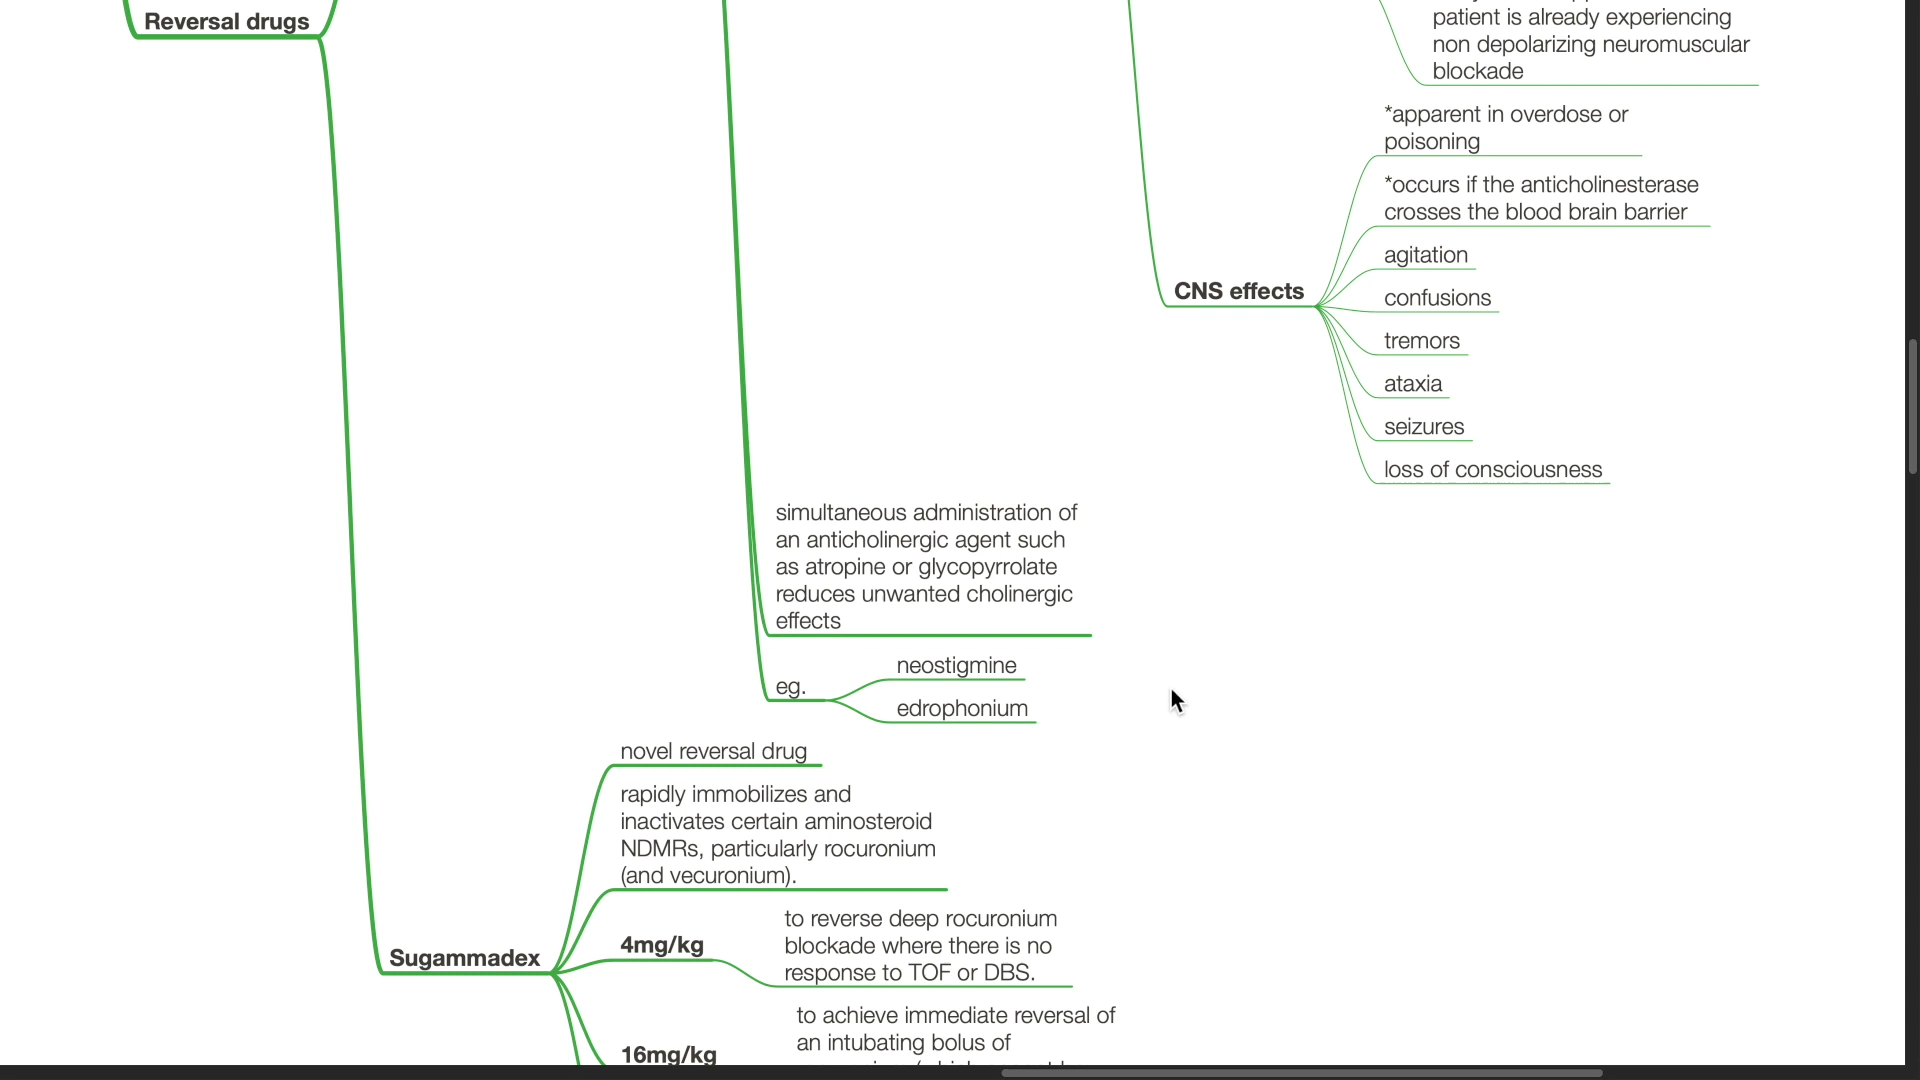 Reversal drugs
patient is already experiencing
non depolarizing neuromuscular
blockade
*apparent in overdose or
poisoning
*occurs if the anticholinesterase
crosses the blood brain barrier
agitation
CNS effects
confusions
tremors
ataxia
seizures
loss of consciousness
simultaneous administration of
an anticholinergic agent such
as atropine or glycopyrrolate
reduces unwanted cholinergic
effects
eg.
neostigmine
edrophonium
novel reversal drug
rapidly immobilizes and
inactivates certain aminosteroid
NDMRs, particularly rocuronium
(and vecuronium).
Sugammadex
4mg/kg
to reverse deep rocuronium
blockade where there is no
response to TOF or DBS.
16mg/kg
to achieve immediate reversal of
an intubating bolus of